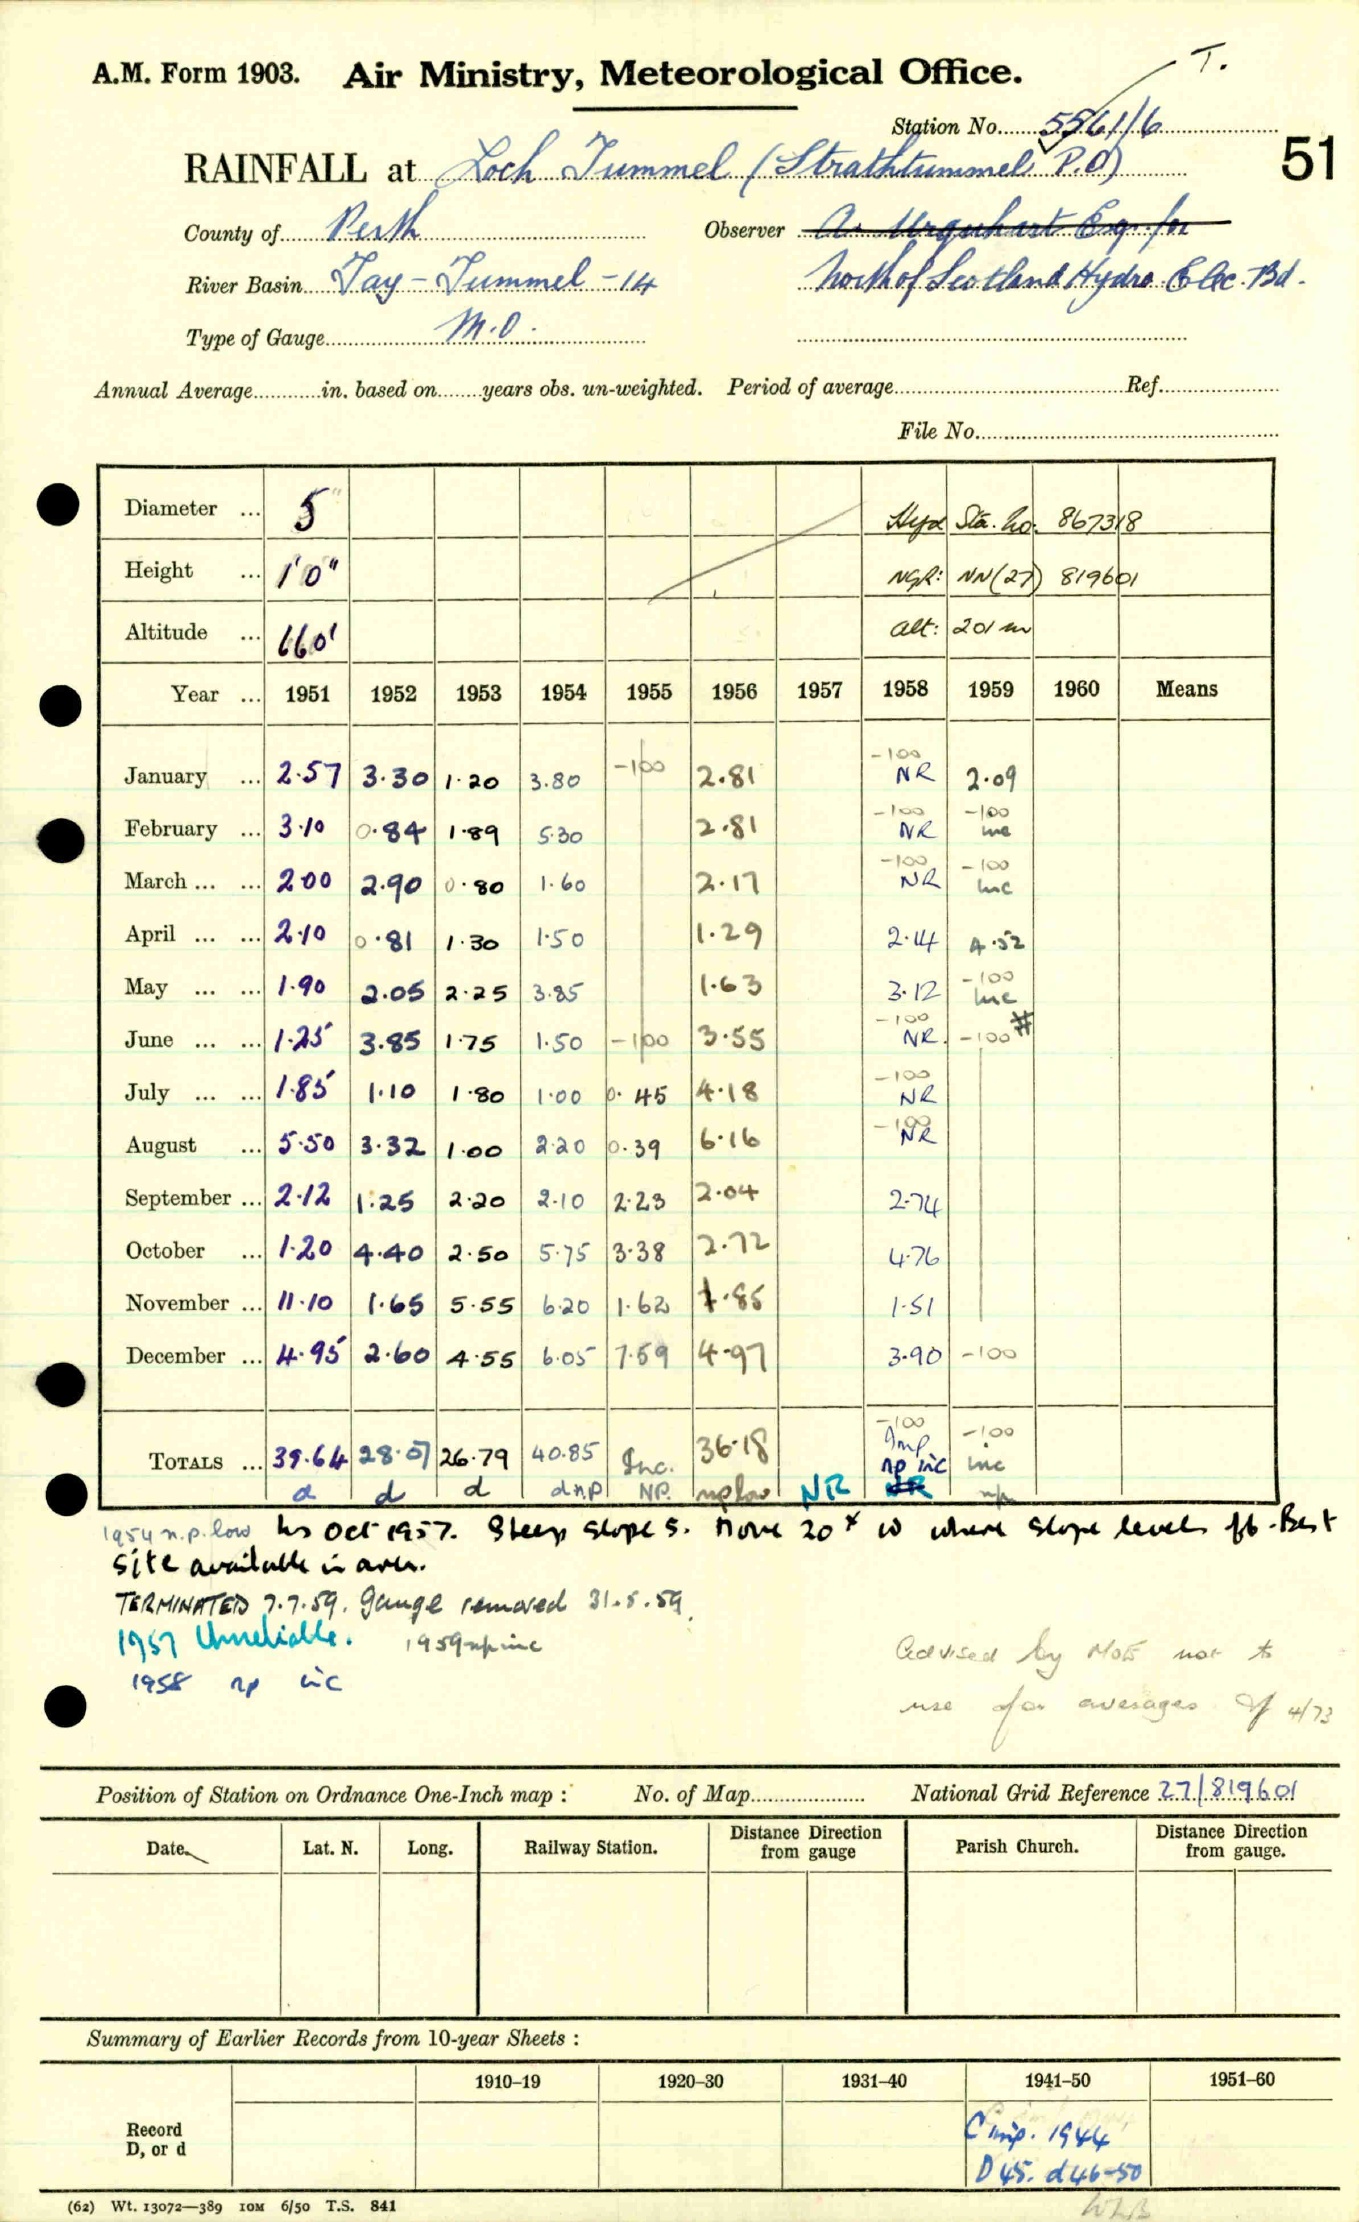 A.M. Form 1903. Air Ministry, Meteorological Office.
T.
Station No. 5561/6
51
RAINFALL at Loch Tummel (Strathtummel P.O)
County of Perth
Observer A. Urquhart Esq. for
River Basin Tay - Tummel - 14
North of Scotland Hydro Elec. Bd.
Type of Gauge M.O.
Annual Average in. based on years obs. un-weighted. Period of average Ref.
File No.
Diameter ... 5" Hyd Sta. No. 867318
Height ... 1'0" NGR: NN(27) 819601
Altitude ... 660' Alt: 201 m
Year ... 1951 1952 1953 1954 1955 1956 1957 1958 1959 1960 Means
January ... 2.57 3.30 1.20 3.80 -100 2.81 -100 NR 2.09
February ... 3.10 0.84 1.89 5.30 2.81 -100 NR -100 inc
March ... ... 2.00 2.90 0.80 1.60 2.17 -100 NR -100 inc
April ... ... 2.10 0.81 1.30 1.50 1.29 2.14 4.52
May ... ... 1.90 2.05 2.25 3.85 1.63 3.12 -100 inc
June ... ... 1.25 3.85 1.75 1.50 -100 3.55 -100 NR -100 #
July ... ... 1.85 1.10 1.80 1.00 0.45 4.18 -100 NR
August ... 5.50 3.32 1.00 2.20 0.39 6.16 -100 NR
September ... 2.12 1.25 2.20 2.10 2.23 2.04 2.74
October ... 1.20 4.40 2.50 5.75 3.38 2.72 4.76
November ... 11.10 1.65 5.55 6.20 1.62 1.85 1.51
December ... 4.95 2.60 4.55 6.05 7.59 4.97 3.90 -100
TOTALS ... 39.64 28.07 26.79 40.85 Inc. 36.18 -100 Imp -100
d d d d n.p NP. np low NR np inc NR inc np
1954 n.p. low Ins Oct 1957. Steep slope S. Move 20x W where slope levels off. Best
site available in area.
TERMINATED 7.7.59. Gauge removed 31.5.59.
1957 Unreliable. 1959 np inc
1958 np inc
Advised by MOE not to
use for averages 4/73
Position of Station on Ordnance One-Inch map : No. of Map National Grid Reference 27/819601
Date. Lat. N. Long. Railway Station. Distance Direction from gauge Parish Church. Distance Direction from gauge.
Summary of Earlier Records from 10-year Sheets :
1910–19 1920–30 1931–40 1941–50 1951–60
Record
D, or d
C imp. 1944
D 45. d 46-50
(62) Wt. 13072—389 10M 6/50 T.S. 841
WLB